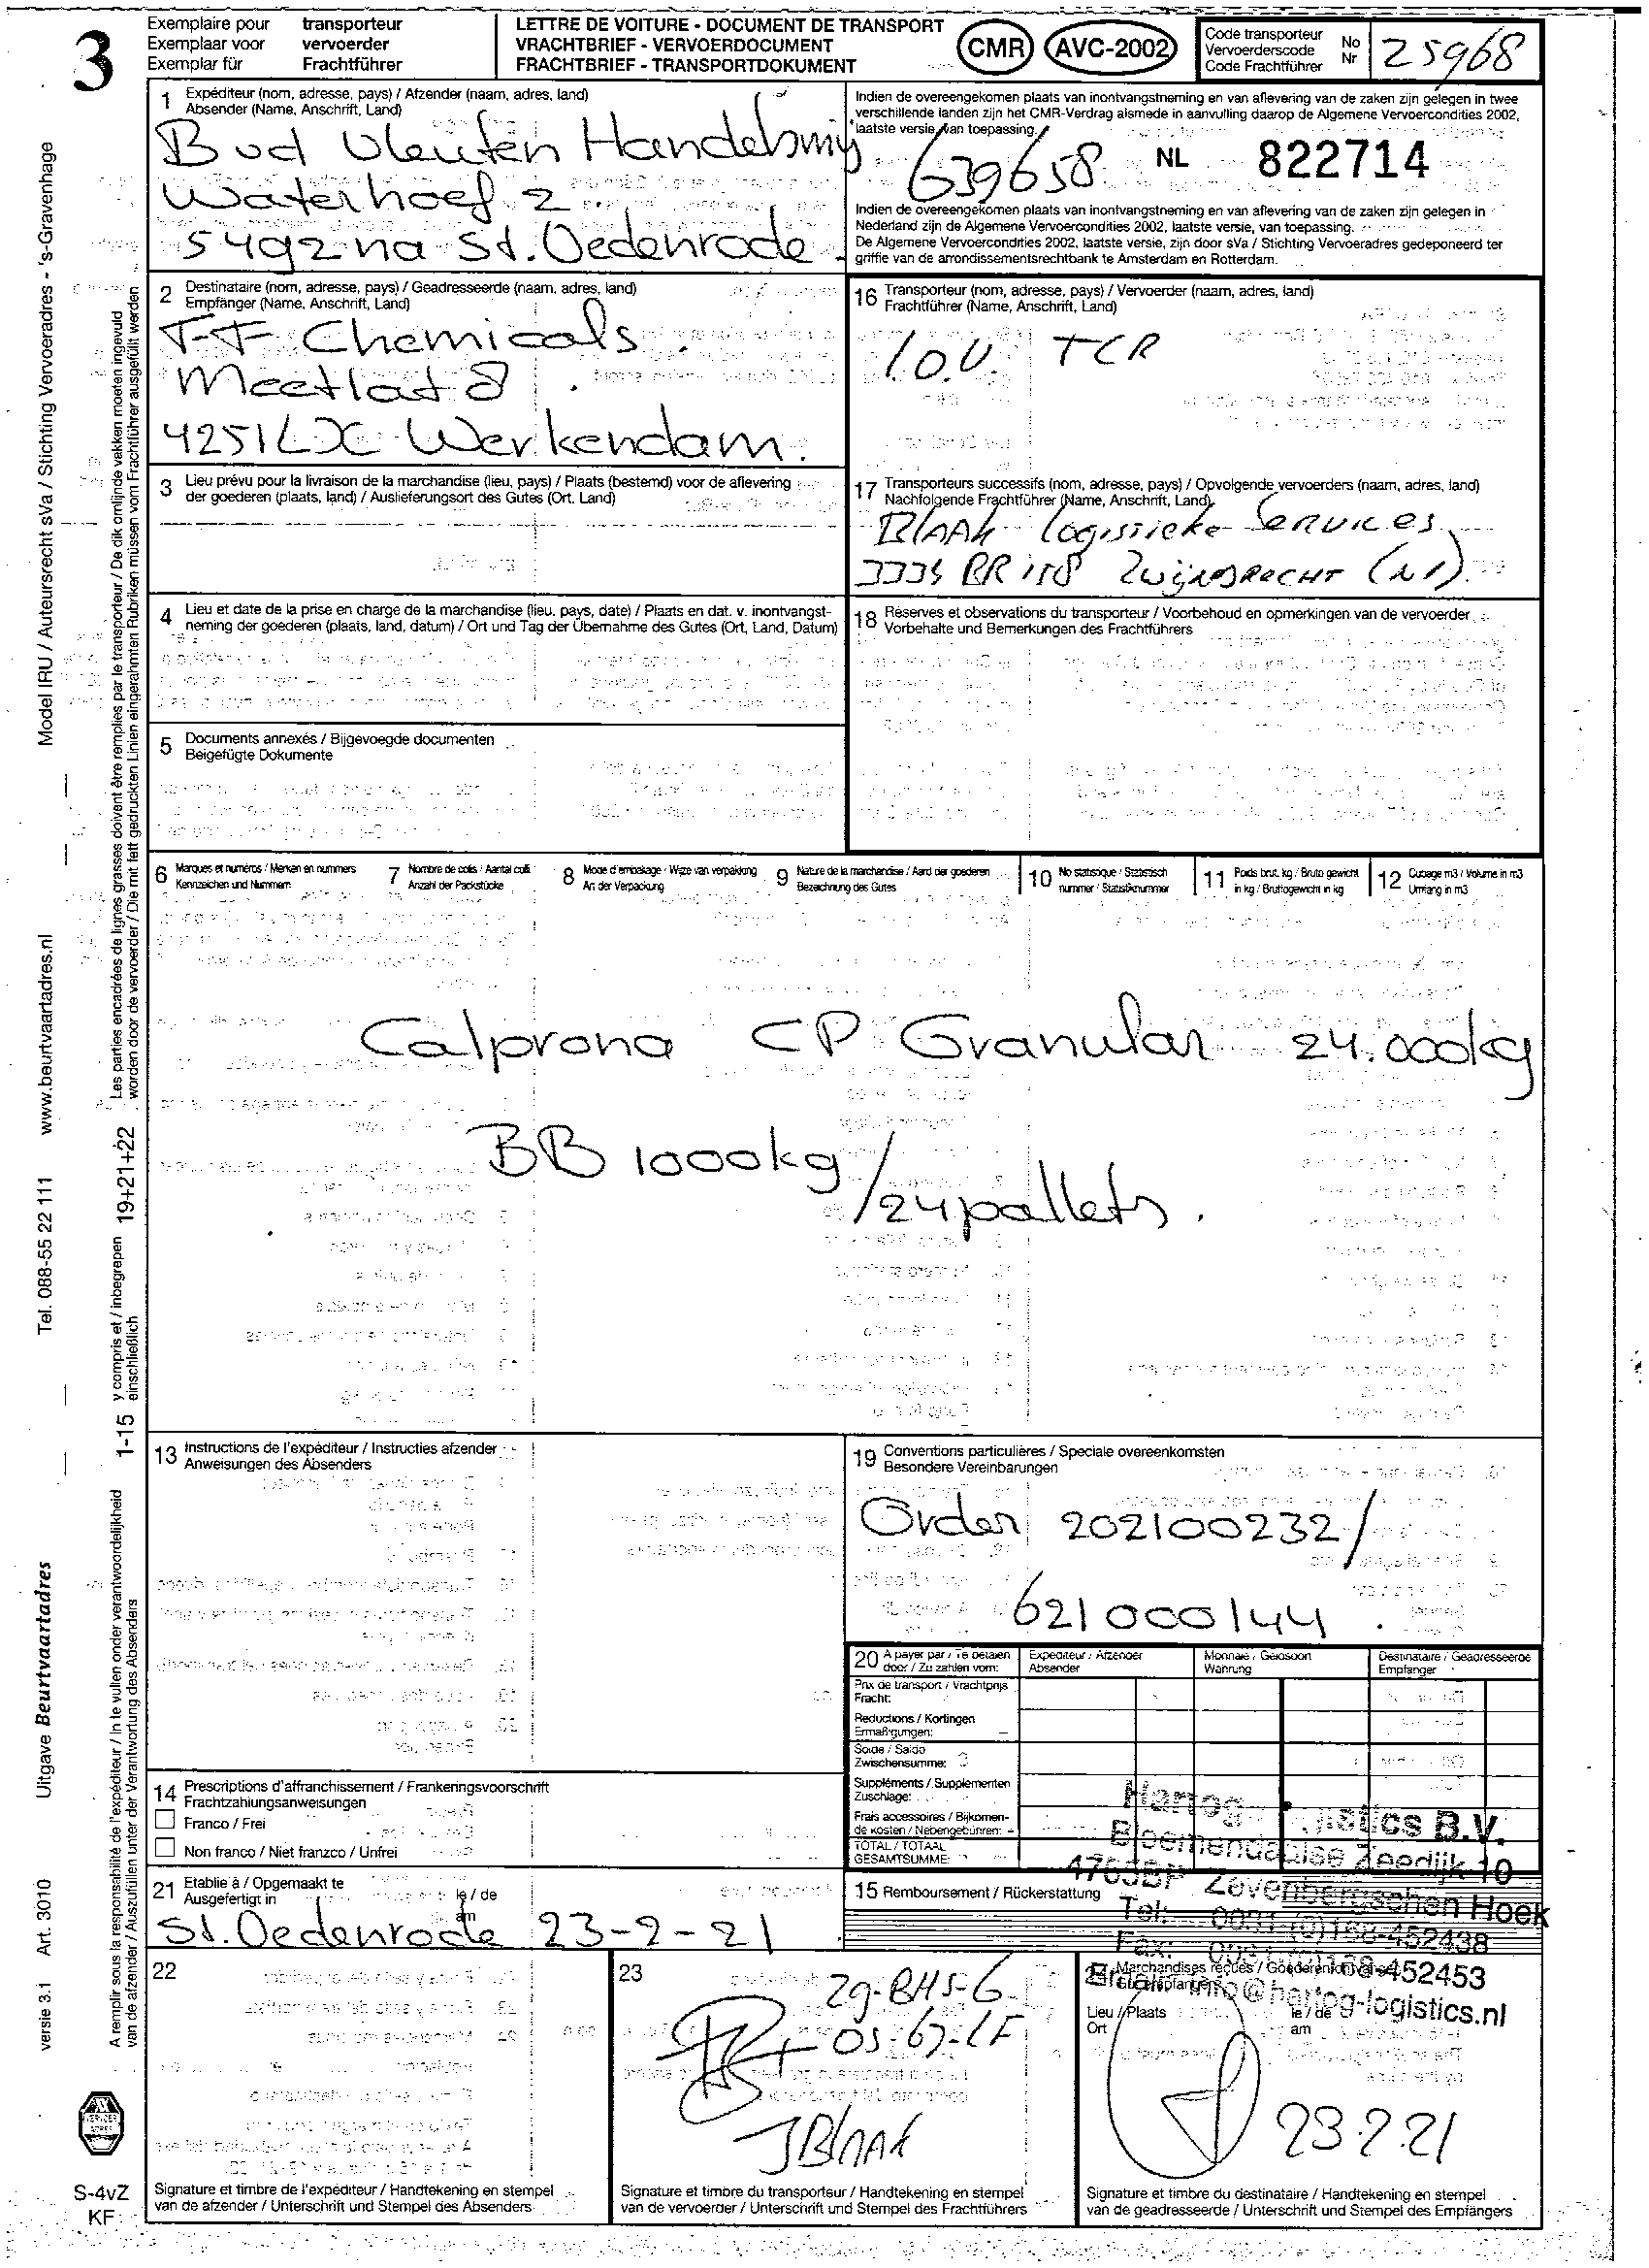 3
Exemplaire pour transporteur
Exemplaar voor vervoerder
Exemplar für Frachtführer
LETTRE DE VOITURE - DOCUMENT DE TRANSPORT
VRACHTBRIEF - VERVOERDOCUMENT
FRACHTBRIEF - TRANSPORTDOKUMENT
CMR AVC-2002
Code transporteur
Vervoerderscode
Code Frachtführer
No
Nr
25968
1 Expéditeur (nom, adresse, pays) / Afzender (naam, adres, land)
Absender (Name, Anschrift, Land)
Bud Vleuten Handelsmij
Waterhoef 2
5492 na St. Oedenrode
Indien de overeengekomen plaats van inontvangstneming en van aflevering van de zaken zijn gelegen in twee
verschillende landen zijn het CMR-Verdrag alsmede in aanvulling daarop de Algemene Vervoercondities 2002,
laatste versie, van toepassing.
639658 NL 822714
Indien de overeengekomen plaats van inontvangstneming en van aflevering van de zaken zijn gelegen in
Nederland zijn de Algemene Vervoercondities 2002, laatste versie, van toepassing.
De Algemene Vervoercondities 2002, laatste versie, zijn door sVa / Stichting Vervoeradres gedeponeerd ter
griffie van de arrondissementsrechtbank te Amsterdam en Rotterdam.
2 Destinataire (nom, adresse, pays) / Geadresseerde (naam, adres, land)
Empfänger (Name, Anschrift, Land)
T-F Chemicals.
Meetlat 8
4251LX Werkendam.
16 Transporteur (nom, adresse, pays) / Vervoerder (naam, adres, land)
Frachtführer (Name, Anschrift, Land)
I.O.V. TCR
3 Lieu prévu pour la livraison de la marchandise (lieu, pays) / Plaats (bestemd) voor de aflevering
der goederen (plaats, land) / Auslieferungsort des Gutes (Ort, Land)
17 Transporteurs successifs (nom, adresse, pays) / Opvolgende vervoerders (naam, adres, land)
Nachfolgende Frachtführer (Name, Anschrift, Land)
Blaak logistieke Services
3335 BR 158 Zwijndrecht (Nl).
4 Lieu et date de la prise en charge de la marchandise (lieu, pays, date) / Plaats en dat. v. inontvangst-
neming der goederen (plaats, land, datum) / Ort und Tag der Übernahme des Gutes (Ort, Land, Datum)
18 Réserves et observations du transporteur / Voorbehoud en opmerkingen van de vervoerder
Vorbehalte und Bemerkungen des Frachtführers
5 Documents annexés / Bijgevoegde documenten
Beigefügte Dokumente
6 Marques et numéros / Merken en nummers
Kennzeichen und Nummern
7 Nombre de colis / Aantal colli
Anzahl der Packstücke
8 Mode d'emballage / Wijze van verpakking
Art der Verpackung
9 Nature de la marchandise / Aard der goederen
Bezeichnung des Gutes
10 No statistique / Statistisch
nummer / Statistiknummer
11 Poids brut, kg / Bruto gewicht
in kg / Bruttogewicht in kg
12 Cubage m3 / Volume in m3
Umfang in m3
Calprona CP Granular 24.000kg
BB 1000kg
/24 pallets.
13 Instructions de l'expéditeur / Instructies afzender
Anweisungen des Absenders
19 Conventions particulières / Speciale overeenkomsten
Besondere Vereinbarungen
Order 202100232/
621000144
20 A payer par / Te betalen
door / Zu zahlen vom:
Expéditeur / Afzender
Absender
Monnaie / Geldsoort
Währung
Destinataire / Geadresseerde
Empfänger
Prix de transport / Vrachtprijs
Fracht:
Reductions / Kortingen
Ermäßigungen:
Solde / Saldo
Zwischensumme:
Suppléments / Supplementen
Zuschlage:
Frais accessoires / Bijkomen-
de kosten / Nebengebühren:
TOTAL / TOTAAL
GESAMTSUMME:
14 Prescriptions d'affranchissement / Frankeringsvoorschrift
Frachtzahlungsanweisungen
Franco / Frei
Non franco / Niet franzco / Unfrei
Hartog istics B.V.
Bloemendaalse Zeedijk 10
4765BP Zevenbergschen Hoek
Tel: 0031-(0)168-452438
Fax: 0031-(0)168-452453
info@hartog-logistics.nl
21 Etablie à / Opgemaakt te
Ausgefertigt in
le / de
am
St. Oedenrode 23-2-21
15 Remboursement / Rückerstattung
22
Signature et timbre de l'expéditeur / Handtekening en stempel
van de afzender / Unterschrift und Stempel des Absenders
23
29-BHS-6
OS-67-LF
JBlaak
Signature et timbre du transporteur / Handtekening en stempel
van de vervoerder / Unterschrift und Stempel des Frachtführers
Marchandises reçues / Goederen
Lieu / Plaats
Ort
le / de
am
23.2.21
Signature et timbre du destinataire / Handtekening en stempel
van de geadresseerde / Unterschrift und Stempel des Empfängers
Model IRU / Auteursrecht sVa / Stichting Vervoeradres - 's-Gravenhage
www.beurtvaartadres.nl
Tel. 088-55 22 111
Uitgave Beurtvaartadres
Art. 3010
versie 3.1
Les parties encadrées de lignes grasses doivent être remplies par le transporteur / De dik omlijnde vakken moeten ingevuld
worden door de vervoerder / Die mit fett gedruckten Linien eingerahmten Rubriken müssen vom Frachtführer ausgefüllt werden
19+21+22
y compris et / inbegrepen
einschließlich
1-15
A remplir sous la responsabilité de l'expéditeur / In te vullen onder verantwoordelijkheid
van de afzender / Auszufüllen unter der Verantwortung des Absenders
S-4vZ
KF